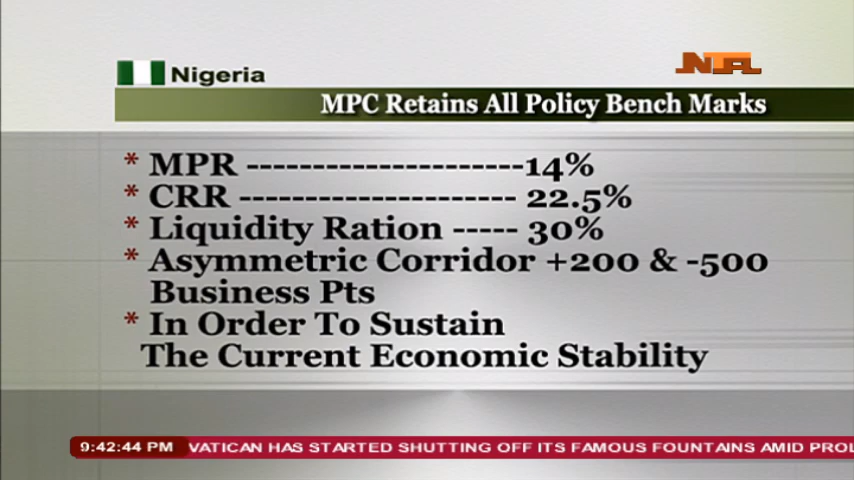 Nigeria
NTA
MPC Retains All Policy Bench Marks
* MPR ---------------------14%
* CRR --------------------- 22.5%
* Liquidity Ration ----- 30%
* Asymmetric Corridor +200 & -500
Business Pts
* In Order To Sustain
The Current Economic Stability
9:42:44 PM VATICAN HAS STARTED SHUTTING OFF ITS FAMOUS FOUNTAINS AMID PROL